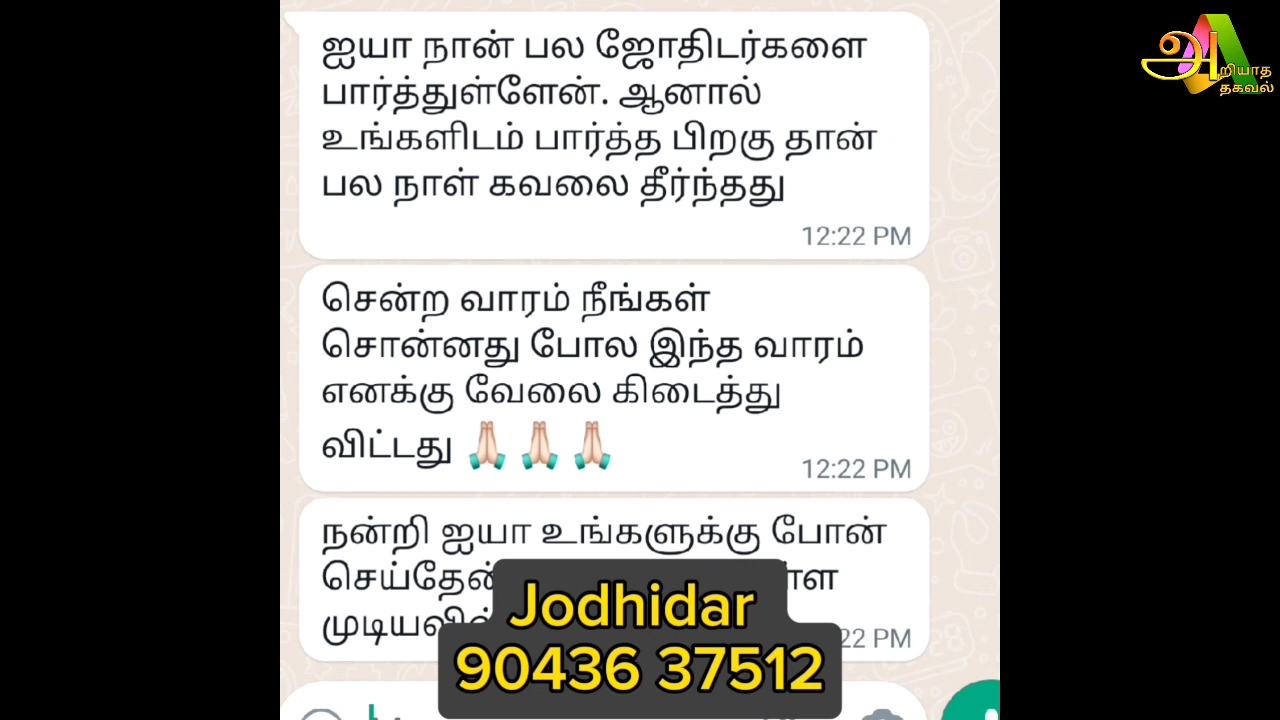 ஐயா நான் பல ஜோதிடர்களை
பார்த்துள்ளேன். ஆனால்
உங்களிடம் பார்த்த பிறகு தான்
பல நாள் கவலை தீர்ந்தது
12:22 PM
சென்ற வாரம் நீங்கள்
சொன்னது போல இந்த வாரம்
எனக்கு வேலை கிடைத்து
விட்டது 🙏🏻 🙏🏻 🙏🏻
12:22 PM
நன்றி ஐயா உங்களுக்கு போன்
Jodhidar
90436 37512
அறியாத
தகவல்